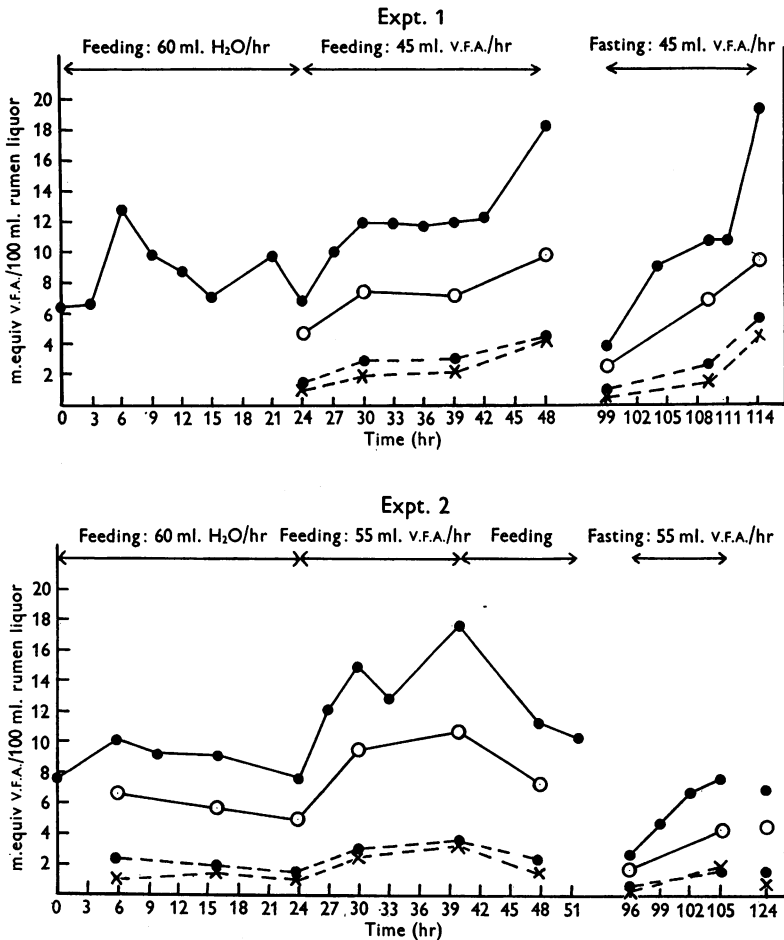 Expt. 1
Feeding: 60 ml. H₂O/hr Feeding: 45 ml. V.F.A./hr Fasting: 45 ml. V.F.A./hr
m.equiv V.F.A./100 ml. rumen liquor
20
18
16
14
12
10
8
6
4
2
0 3 6 9 12 15 18 21 24 27 30 33 36 39 42 45 48 99 102 105 108 111 114
Time (hr)
Expt. 2
Feeding: 60 ml. H₂O/hr Feeding: 55 ml. V.F.A./hr Feeding Fasting: 55 ml. V.F.A./hr
m.equiv V.F.A./100 ml. rumen liquor
20
18
16
14
12
10
8
6
4
2
0 3 6 9 12 15 18 21 24 27 30 33 36 39 42 45 48 51 96 99 102 105 124
Time (hr)